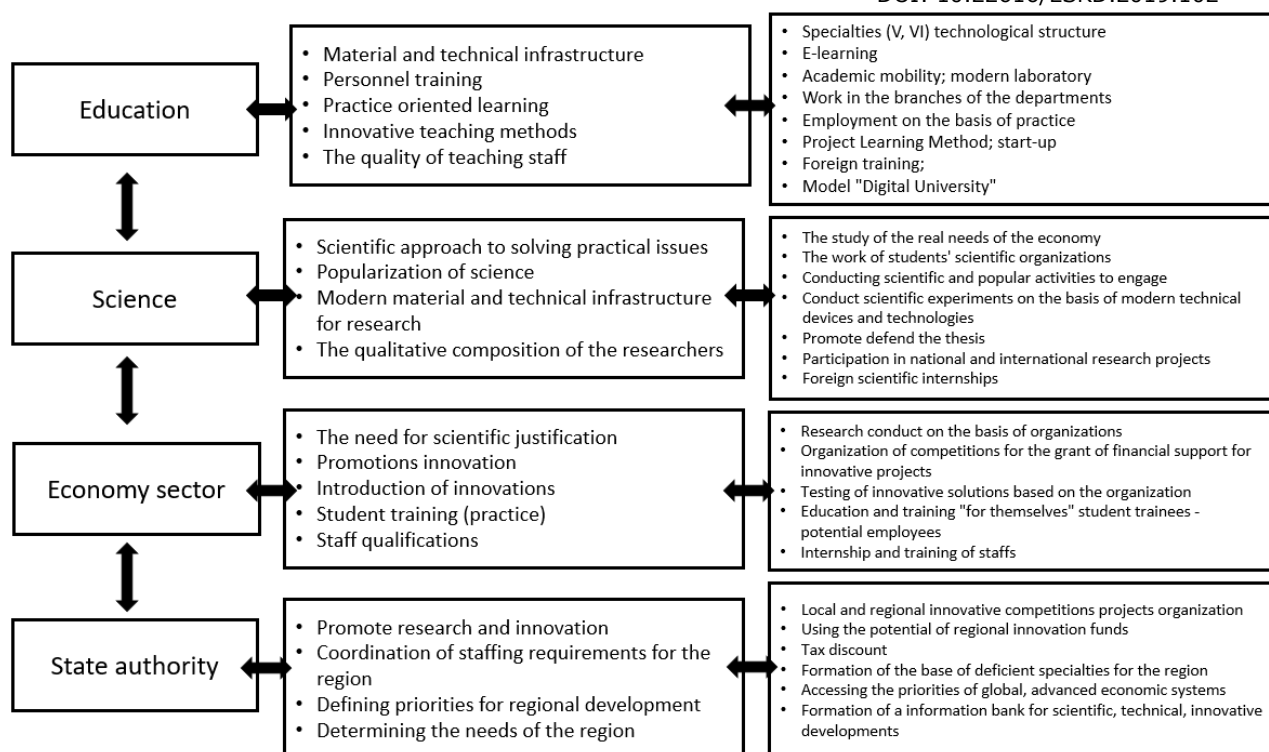 Education
• Material and technical infrastructure
• Personnel training
• Practice oriented learning
• Innovative teaching methods
• The quality of teaching staff
• Specialties (V, VI) technological structure
• E-learning
• Academic mobility; modern laboratory
• Work in the branches of the departments
• Employment on the basis of practice
• Project Learning Method; start-up
• Foreign training;
• Model "Digital University"
Science
• Scientific approach to solving practical issues
• Popularization of science
• Modern material and technical infrastructure
for research
• The qualitative composition of the researchers
• The study of the real needs of the economy
• The work of students' scientific organizations
• Conducting scientific and popular activities to engage
• Conduct scientific experiments on the basis of modern technical
devices and technologies
• Promote defend the thesis
• Participation in national and international research projects
• Foreign scientific internships
Economy sector
• The need for scientific justification
• Promotions innovation
• Introduction of innovations
• Student training (practice)
• Staff qualifications
• Research conduct on the basis of organizations
• Organization of competitions for the grant of financial support for
innovative projects
• Testing of innovative solutions based on the organization
• Education and training "for themselves" student trainees -
potential employees
• Internship and training of staffs
State authority
• Promote research and innovation
• Coordination of staffing requirements for the
region
• Defining priorities for regional development
• Determining the needs of the region
• Local and regional innovative competitions projects organization
• Using the potential of regional innovation funds
• Tax discount
• Formation of the base of deficient specialties for the region
• Accessing the priorities of global, advanced economic systems
• Formation of a information bank for scientific, technical, innovative
developments